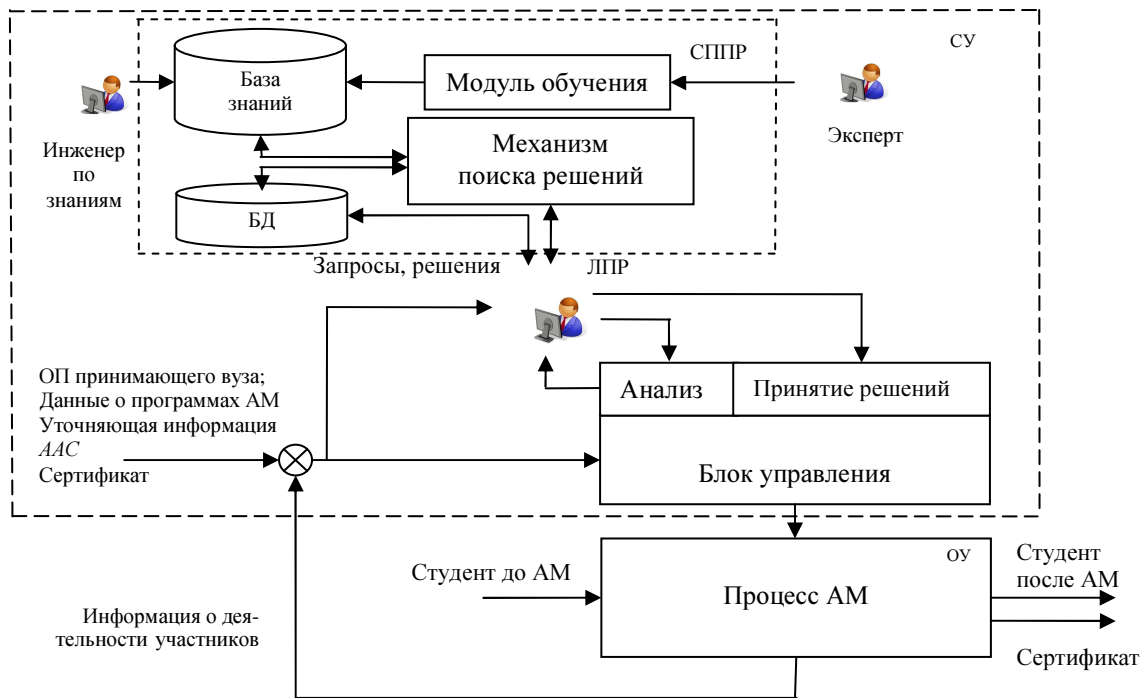 СУ
База
знаний
Модуль обучения
СППР
Эксперт
Инженер
по
знаниям
Механизм
поиска решений
БД
Запросы, решения
ЛПР
ОП принимающего вуза;
Данные о программах АМ
Уточняющая информация
ААС
Сертификат
Анализ
Принятие решений
Блок управления
ОУ
Студент до АМ
Процесс АМ
Студент
после АМ
Сертификат
Информация о дея-
тельности участников